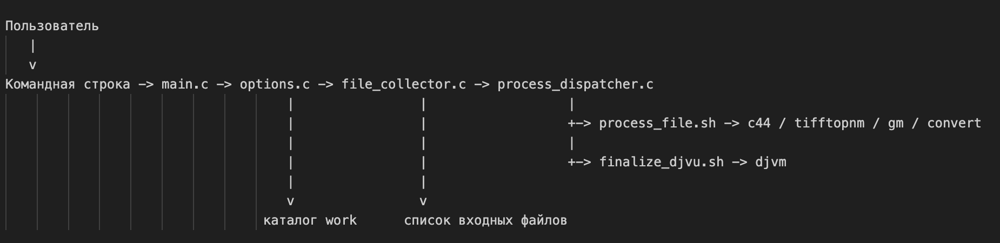 Пользователь
|
v
Командная строка -> main.c -> options.c -> file_collector.c -> process_dispatcher.c
| | |
| | +-> process_file.sh -> c44 / tifftopnm / gm / convert
| | |
| | +-> finalize_djvu.sh -> djvm
| |
v v
каталог work список входных файлов